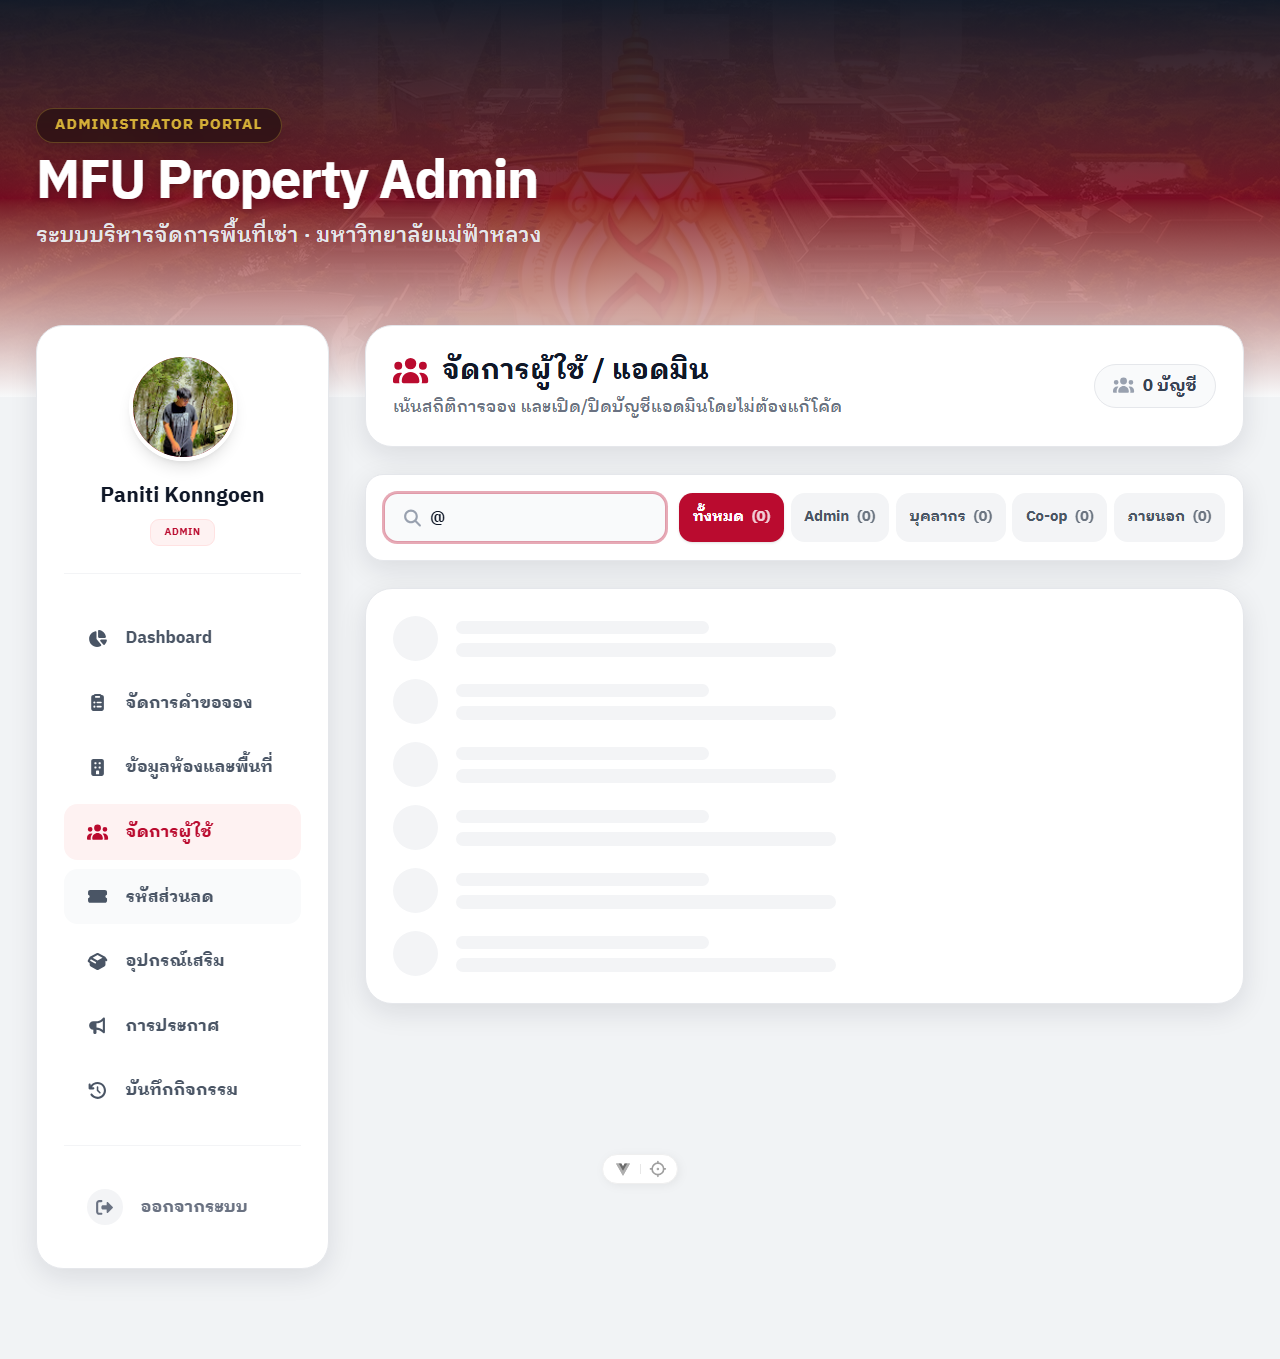 ADMINISTRATOR PORTAL
MFU Property Admin
ระบบบริหารจัดการพื้นที่เช่า · มหาวิทยาลัยแม่ฟ้าหลวง
Paniti Konngoen
ADMIN
Dashboard
จัดการคำขอจอง
ข้อมูลห้องและพื้นที่
จัดการผู้ใช้
รหัสส่วนลด
อุปกรณ์เสริม
การประกาศ
บันทึกกิจกรรม
ออกจากระบบ
จัดการผู้ใช้ / แอดมิน
เน้นสถิติการจอง และเปิด/ปิดบัญชีแอดมินโดยไม่ต้องแก้โค้ด
0 บัญชี
@
ทั้งหมด (0) Admin (0) บุคลากร (0) Co-op (0) ภายนอก (0)